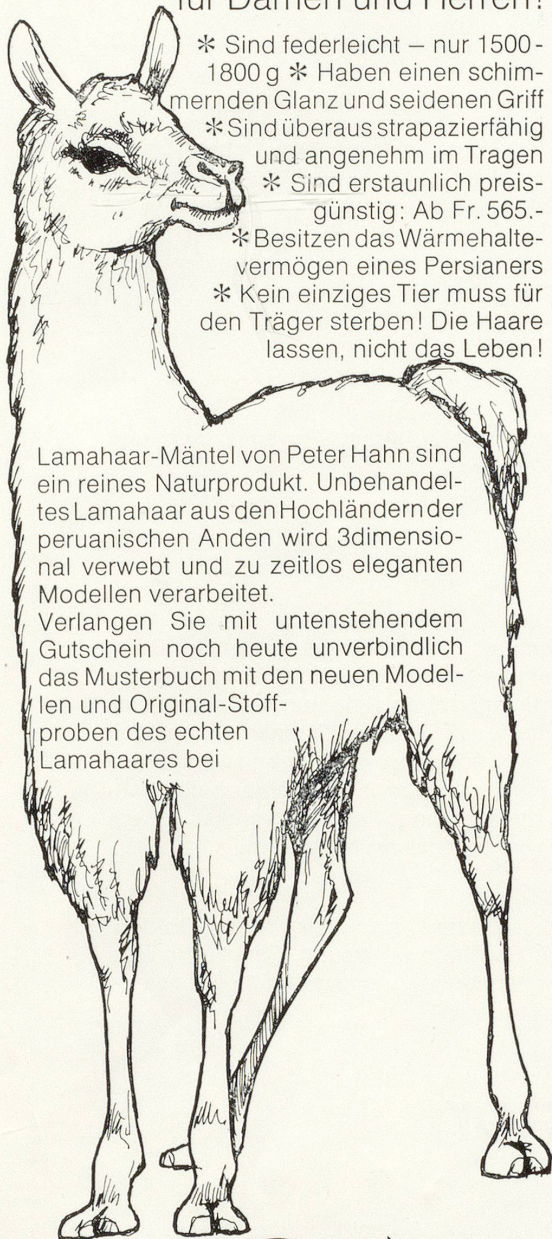 für Damen und Herren!
* Sind federleicht – nur 1500-
1800 g * Haben einen schim-
mernden Glanz und seidenen Griff
* Sind überaus strapazierfähig
und angenehm im Tragen
* Sind erstaunlich preis-
günstig: Ab Fr. 565.-
* Besitzen das Wärmehalte-
vermögen eines Persianers
* Kein einziges Tier muss für
den Träger sterben! Die Haare
lassen, nicht das Leben!
Lamahaar-Mäntel von Peter Hahn sind
ein reines Naturprodukt. Unbehandel-
tes Lamahaar aus den Hochländern der
peruanischen Anden wird 3dimensio-
nal verwebt und zu zeitlos eleganten
Modellen verarbeitet.
Verlangen Sie mit untenstehendem
Gutschein noch heute unverbindlich
das Musterbuch mit den neuen Model-
len und Original-Stoff-
proben des echten
Lamahaares bei